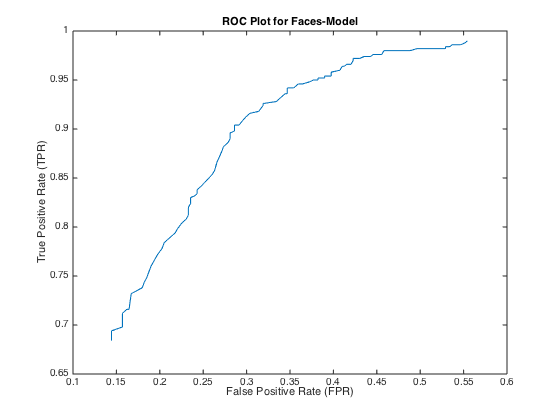 ROC Plot for Faces-Model
1
0.95
0.9
0.85
0.8
0.75
0.7
0.65
True Positive Rate (TPR)
0.1 0.15 0.2 0.25 0.3 0.35 0.4 0.45 0.5 0.55 0.6
False Positive Rate (FPR)